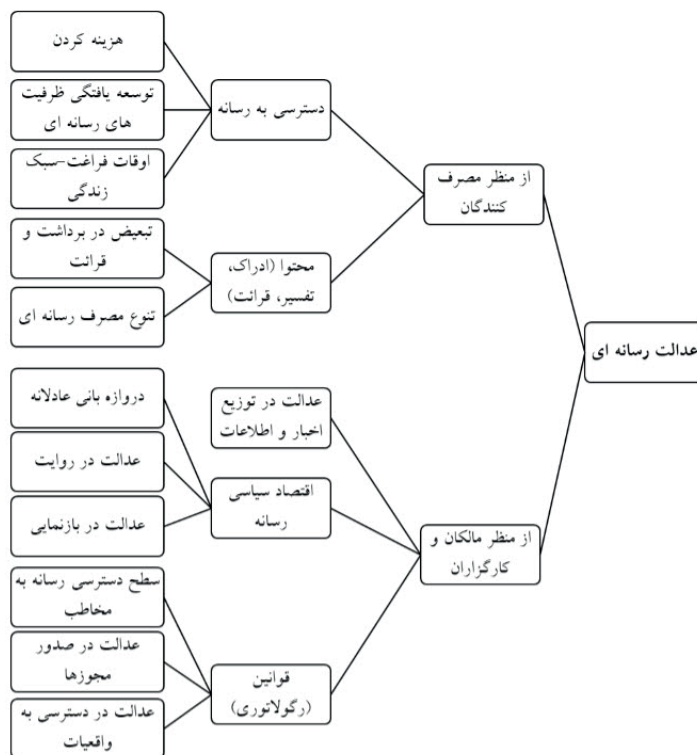 عدالت رسانه ای
از منظر مصرف
کنندگان
دسترسی به رسانه
هزینه کردن
توسعه یافتگی ظرفیت
های رسانه ای
اوقات فراغت-سبک
زندگی
محتوا (ادراک،
تفسیر، قرائت)
تبعیض در برداشت و
قرائت
تنوع مصرف رسانه ای
از منظر مالکان و
کارگزاران
عدالت در توزیع
اخبار و اطلاعات
اقتصاد سیاسی
رسانه
دروازه بانی عادلانه
عدالت در روایت
عدالت در بازنمایی
قوانین
(رگولاتوری)
سطح دسترسی رسانه به
مخاطب
عدالت در صدور
مجوزها
عدالت در دسترسی به
واقعیات